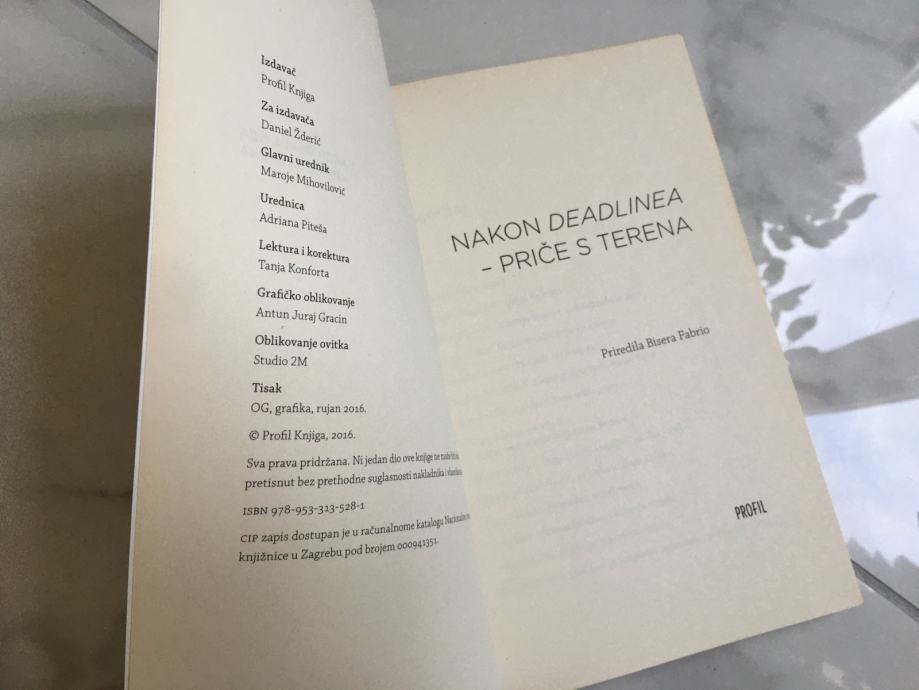 Izdavač
Profil Knjiga
Za izdavača
Daniel Žderić
Glavni urednik
Maroje Mihovilović
Urednica
Adriana Piteša
Lektura i korektura
Tanja Konforta
Grafičko oblikovanje
Antun Juraj Gracin
Oblikovanje ovitka
Studio 2M
Tisak
OG, grafika, rujan 2016.
© Profil Knjiga, 2016.
Sva prava pridržana. Ni jedan dio ove knjige ne
pretisnut bez prethodne suglasnosti nakladnika i
ISBN 978-953-313-528-1
CIP zapis dostupan je u računalnome katalogu
knjižnice u Zagrebu pod brojem 000941351.
NAKON DEADLINEA
– PRIČE S TERENA
Priredila Bisera Fabrio
PROFIL